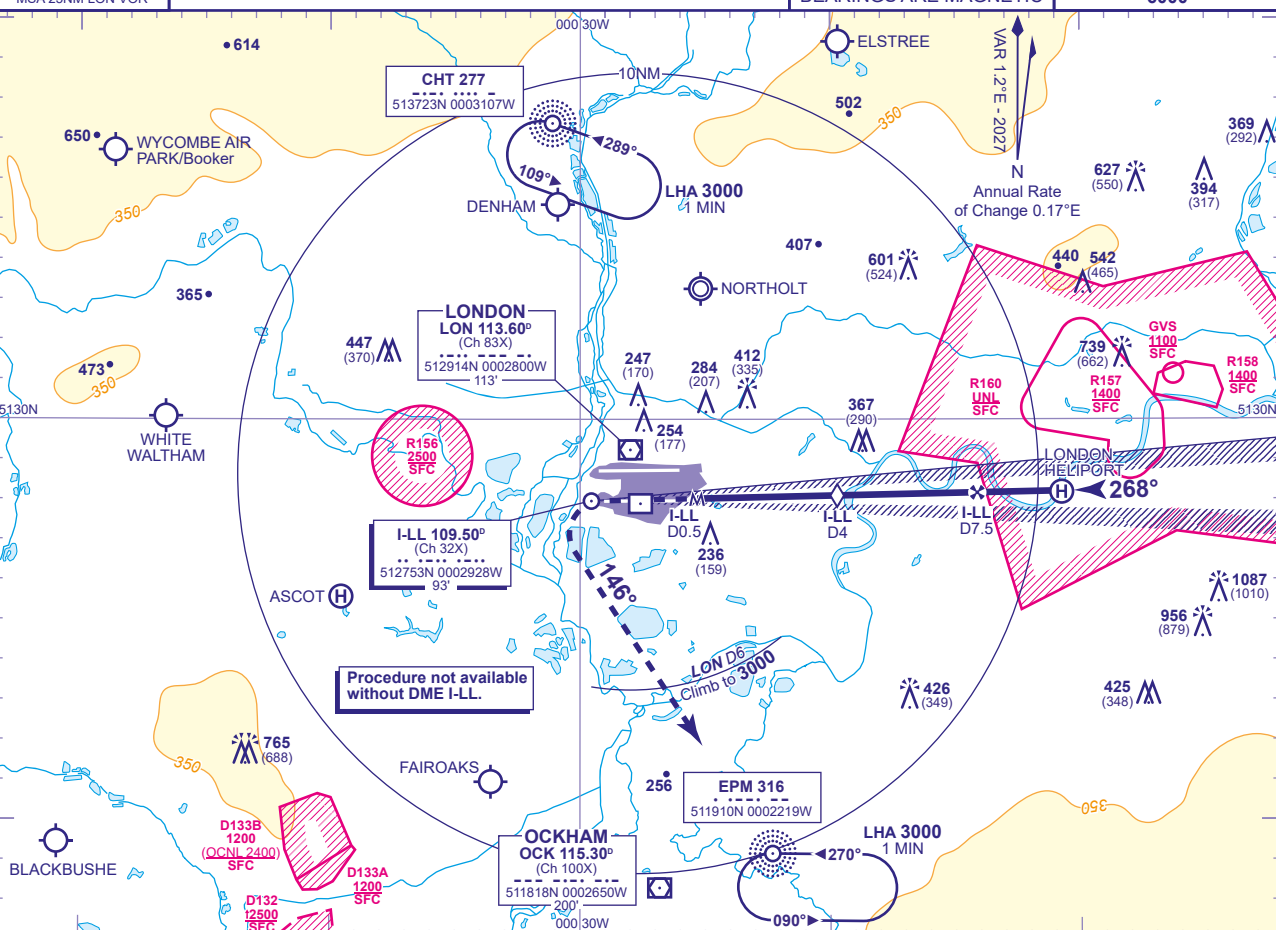 000 30W
614
ELSTREE
VAR 1.2°E - 2027
10NM
CHT 277
513723N 0003107W
502
350
369
(292)
650
WYCOMBE AIR
PARK/Booker
289°
109°
N
Annual Rate
of Change 0.17°E
627
(550)
394
(317)
LHA 3000
1 MIN
DENHAM
350
407
601
(524)
440
542
(465)
NORTHOLT
365
LONDON
LON 113.60ᴰ
(Ch 83X)
512914N 0002800W
113'
447
(370)
GVS
1100
SFC
739
(662)
R158
1400
SFC
473
350
247
(170)
284
(207)
412
(335)
R160
UNL
SFC
R157
1400
SFC
5130N
5130N
367
(290)
254
(177)
WHITE
WALTHAM
R156
2500
SFC
LONDON
HELIPORT
H
268°
I-LL
D0.5
I-LL
D4
I-LL
D7.5
I-LL 109.50ᴰ
(Ch 32X)
512753N 0002928W
93'
236
(159)
146°
ASCOT H
1087
(1010)
956
(879)
LON D6
Climb to 3000
Procedure not available
without DME I-LL.
426
(349)
425
(348)
765
(688)
350
FAIROAKS
256
EPM 316
511910N 0002219W
350
D133B
1200
(OCNL 2400)
SFC
BLACKBUSHE
OCKHAM
OCK 115.30ᴰ
(Ch 100X)
511818N 0002650W
200'
LHA 3000
1 MIN
270°
090°
D133A
1200
SFC
D132
2500
SFC
000 30W